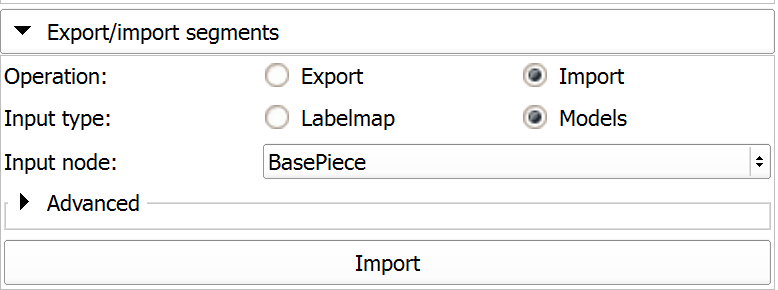 Export/import segments
Operation: Export Import
Input type: Labelmap Models
Input node: BasePiece
Advanced
Import